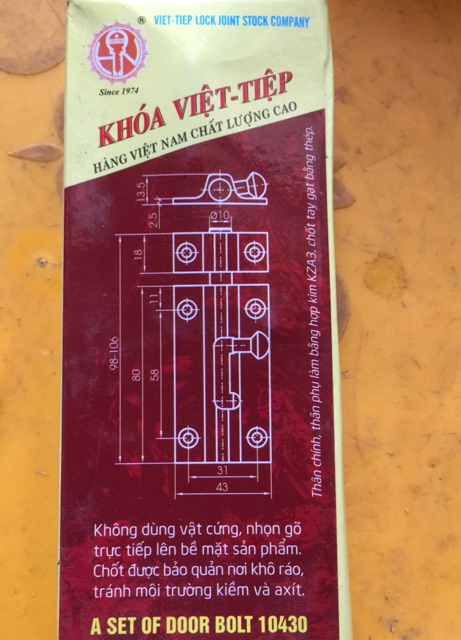 ® VIET-TIEP LOCK JOINT STOCK COMPANY
Since 1974
KHÓA VIỆT-TIỆP
HÀNG VIỆT NAM CHẤT LƯỢNG CAO
13.5
2.5
Ø10
18
11
98-106
80
58
31
43
Thân chính, thân phụ làm bằng hợp kim KZA3, chốt tay gạt bằng thép.
Không dùng vật cứng, nhọn gõ
trực tiếp lên bề mặt sản phẩm.
Chốt được bảo quản nơi khô ráo,
tránh môi trường kiềm và axít.
A SET OF DOOR BOLT 10430